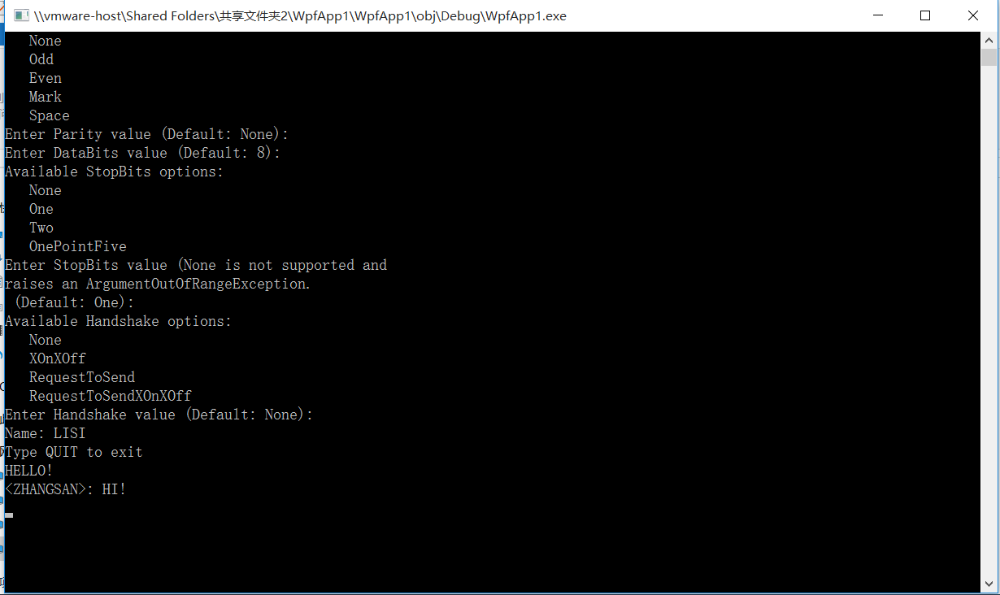 \\vmware-host\Shared Folders\共享文件夹2\WpfApp1\WpfApp1\obj\Debug\WpfApp1.exe
None
Odd
Even
Mark
Space
Enter Parity value (Default: None):
Enter DataBits value (Default: 8):
Available StopBits options:
None
One
Two
OnePointFive
Enter StopBits value (None is not supported and
raises an ArgumentOutOfRangeException.
(Default: One):
Available Handshake options:
None
XOnXOff
RequestToSend
RequestToSendXOnXOff
Enter Handshake value (Default: None):
Name: LISI
Type QUIT to exit
HELLO!
<ZHANGSAN>: HI!